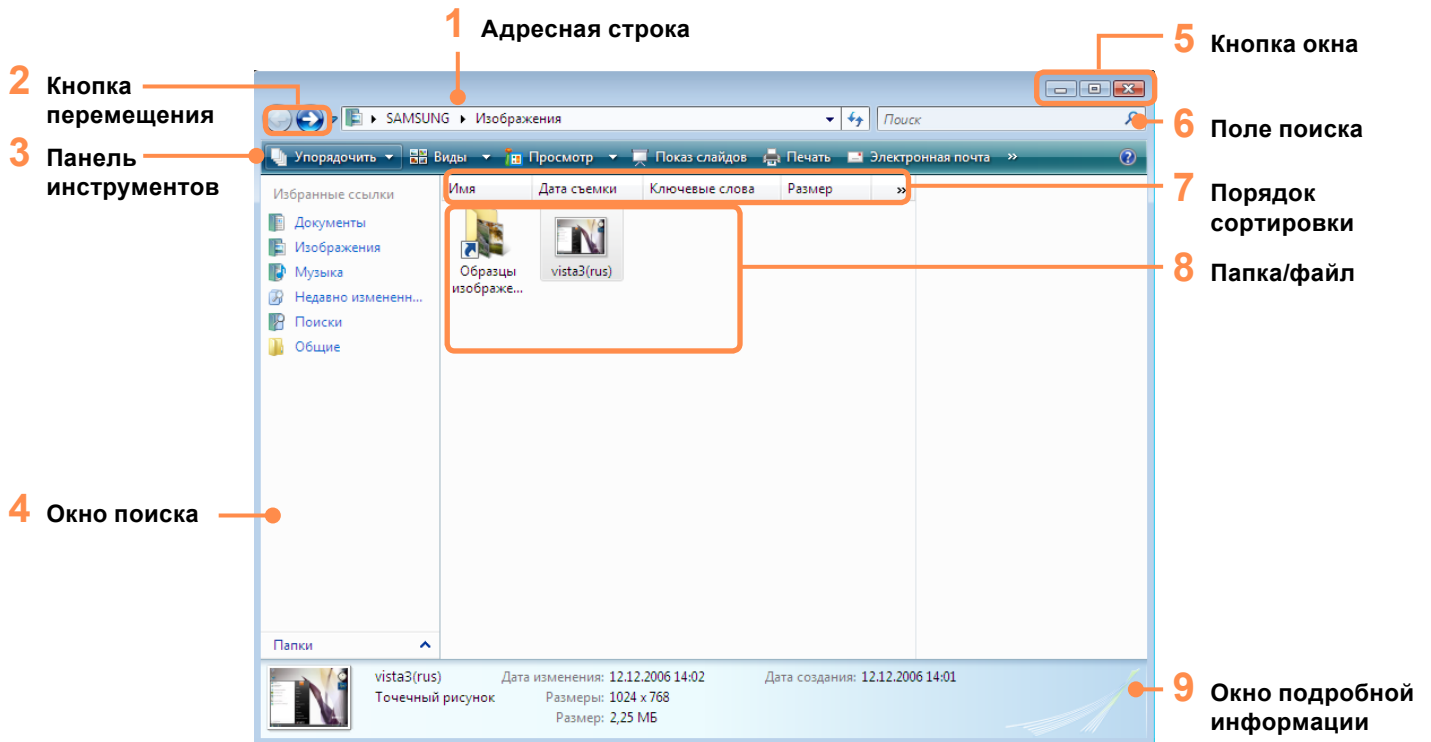 1 Адресная строка
5 Кнопка окна
2 Кнопка
перемещения
SAMSUNG Изображения
Поиск
6 Поле поиска
3 Панель
инструментов
Упорядочить Виды Просмотр Показ слайдов Печать Электронная почта »
Избранные ссылки
Документы
Изображения
Музыка
Недавно измененн...
Поиски
Общие
Имя Дата съемки Ключевые слова Размер »
7 Порядок
сортировки
Образцы
изображе...
vista3(rus)
8 Папка/файл
4 Окно поиска
Папки
vista3(rus) Дата изменения: 12.12.2006 14:02 Дата создания: 12.12.2006 14:01
Точечный рисунок Размеры: 1024 x 768
Размер: 2,25 МБ
9 Окно подробной
информации